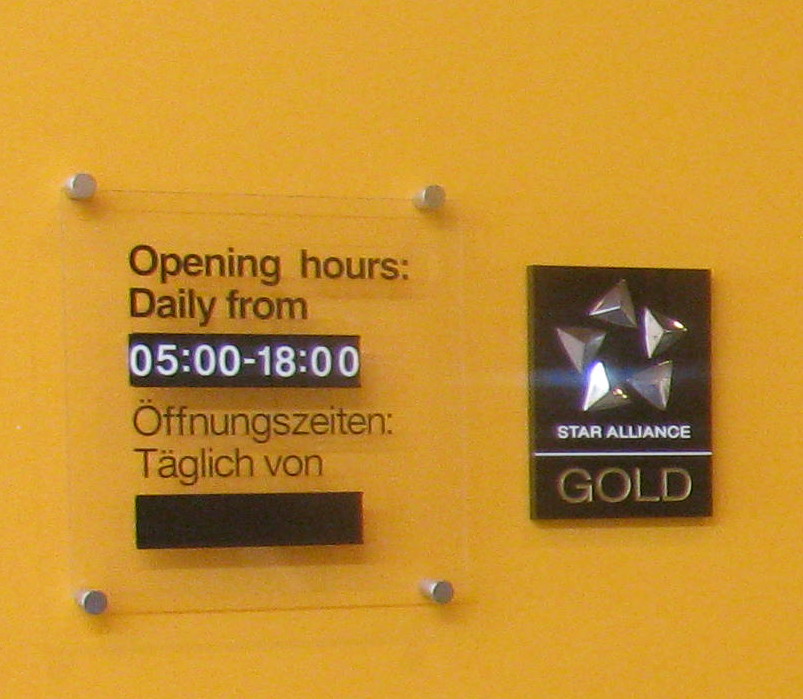 Opening hours:
Daily from
05:00-18:00
Öffnungszeiten:
Täglich von
STAR ALLIANCE
GOLD